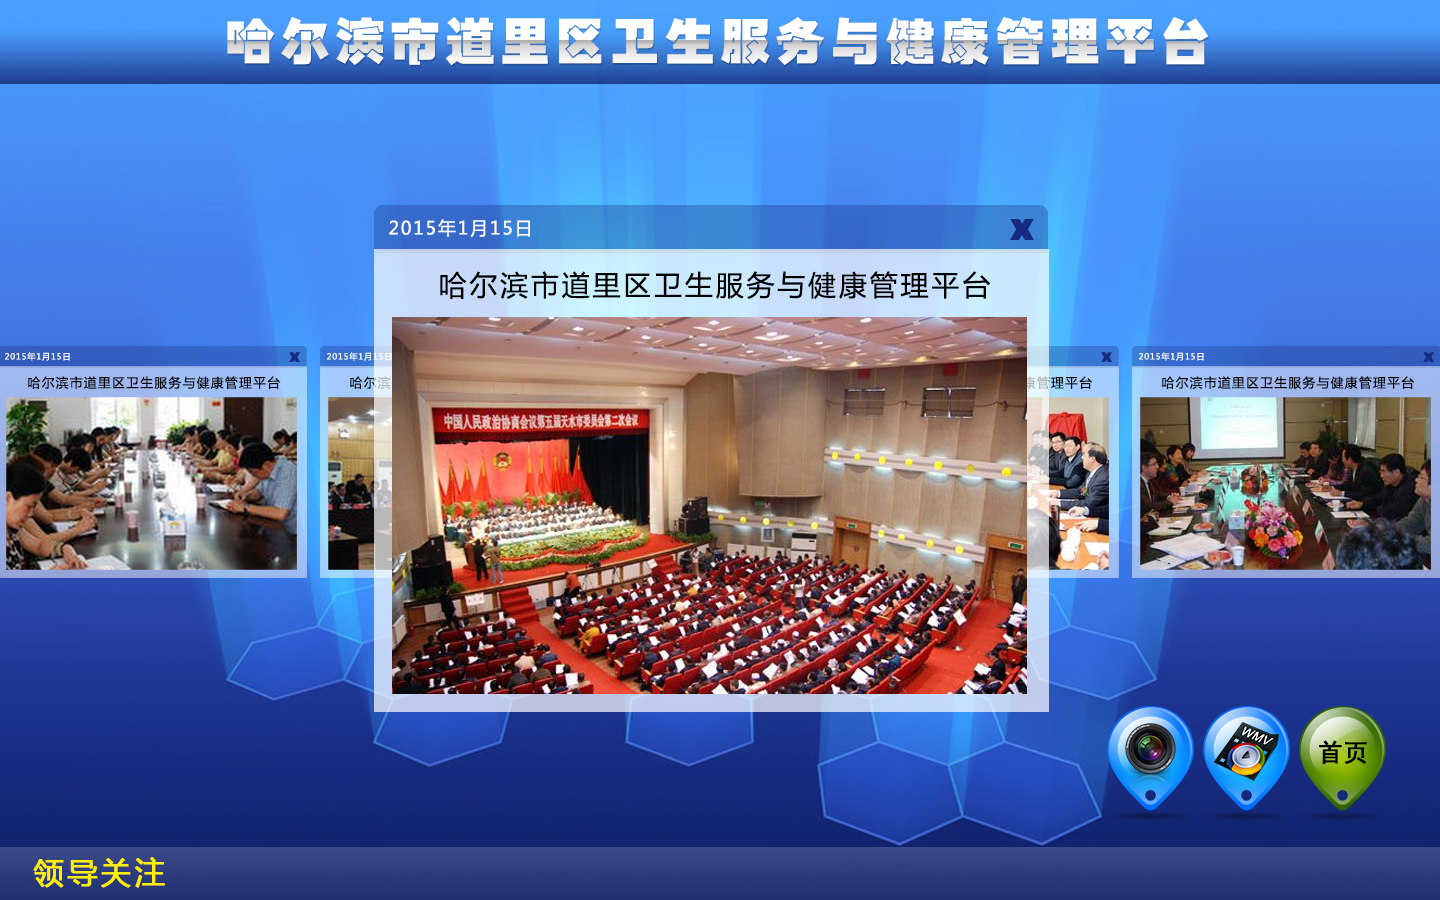 哈尔滨市道里区卫生服务与健康管理平台
2015年1月15日
X
哈尔滨市道里区卫生服务与健康管理平台
中国人民政治协商会议第五届天水市委员会第二次会议
2015年1月15日
X
哈尔滨市道里区卫生服务与健康管理平台
2015年1月15日
哈尔滨
X
康管理平台
2015年1月15日
X
哈尔滨市道里区卫生服务与健康管理平台
WMV
首页
领导关注